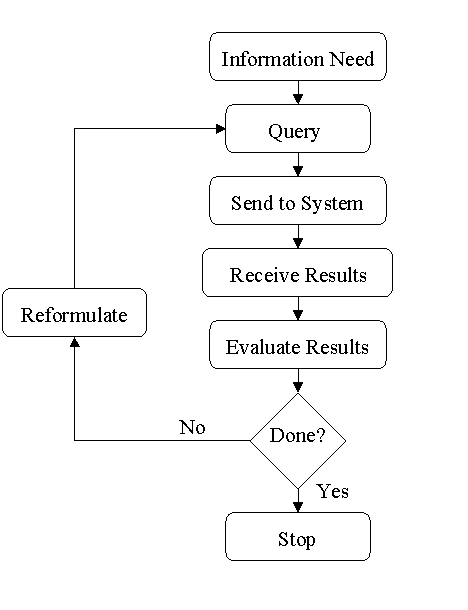 Information Need
Query
Send to System
Receive Results
Reformulate
Evaluate Results
Done?
No
Yes
Stop